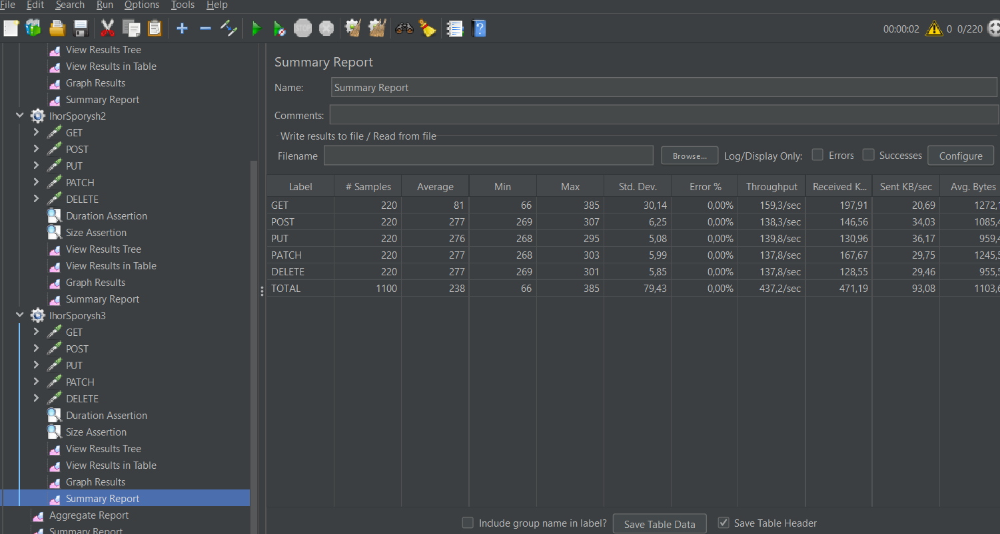 File Edit Search Run Options Tools Help
STOP
00:00:02 0 0/220
View Results Tree
View Results in Table
Graph Results
Summary Report
IhorSporysh2
GET
POST
PUT
PATCH
DELETE
Duration Assertion
Size Assertion
View Results Tree
View Results in Table
Graph Results
Summary Report
IhorSporysh3
GET
POST
PUT
PATCH
DELETE
Duration Assertion
Size Assertion
View Results Tree
View Results in Table
Graph Results
Summary Report
Aggregate Report
Summary Report
Summary Report
Name: Summary Report
Comments:
Write results to file / Read from file
Filename Browse... Log/Display Only: Errors Successes Configure
Label # Samples Average Min Max Std. Dev. Error % Throughput Received K... Sent KB/sec Avg. Bytes
GET 220 81 66 385 30,14 0,00% 159,3/sec 197,91 20,69 1272,
POST 220 277 269 307 6,25 0,00% 138,3/sec 146,56 34,03 1085,4
PUT 220 276 268 295 5,08 0,00% 139,8/sec 130,96 36,17 959,4
PATCH 220 277 268 303 5,99 0,00% 137,8/sec 167,67 29,75 1245,5
DELETE 220 277 269 301 5,85 0,00% 137,8/sec 128,55 29,46 955,5
TOTAL 1100 238 66 385 79,43 0,00% 437,2/sec 471,19 93,08 1103,6
Include group name in label? Save Table Data Save Table Header